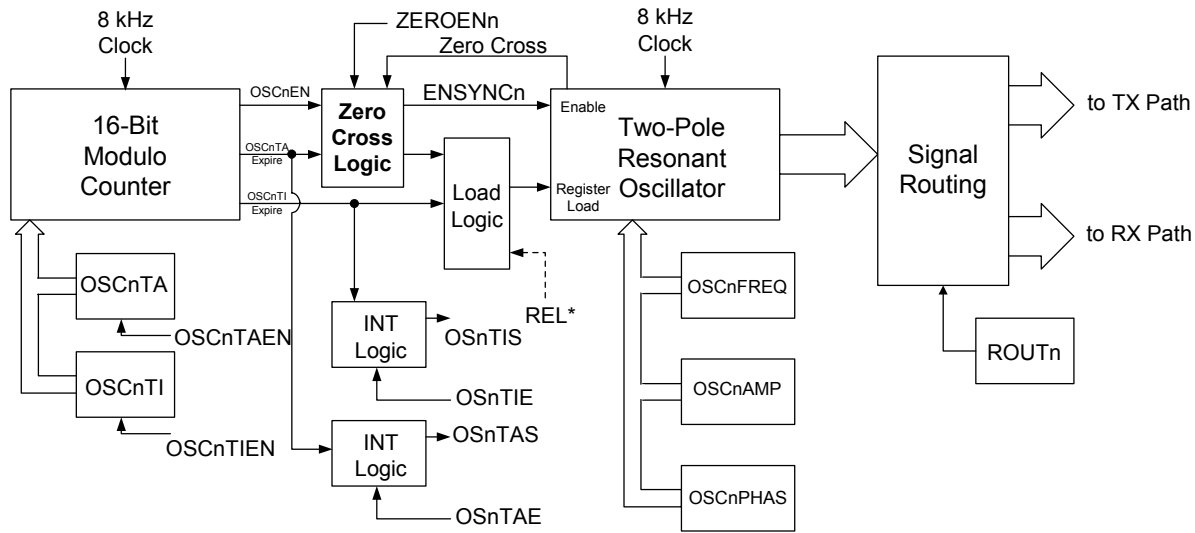 8 kHz
Clock
ZEROENn
Zero Cross
8 kHz
Clock
OSCnEN
ENSYNCn
16-Bit
Modulo
Counter
OSCnTA
Expire
OSCnTI
Expire
Zero
Cross
Logic
Load
Logic
Enable
Register
Load
Two-Pole
Resonant
Oscillator
Signal
Routing
to TX Path
to RX Path
OSCnTA
OSCnTAEN
OSCnTI
OSCnTIEN
INT
Logic
OSnTIS
OSnTIE
REL*
INT
Logic
OSnTAS
OSnTAE
OSCnFREQ
OSCnAMP
OSCnPHAS
ROUTn